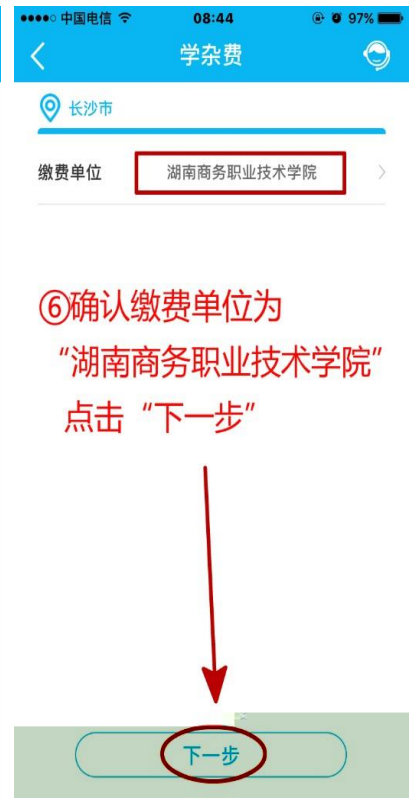 中国电信 08:44 97%
学杂费
长沙市
缴费单位 湖南商务职业技术学院
⑥确认缴费单位为
“湖南商务职业技术学院”
点击“下一步”
下一步